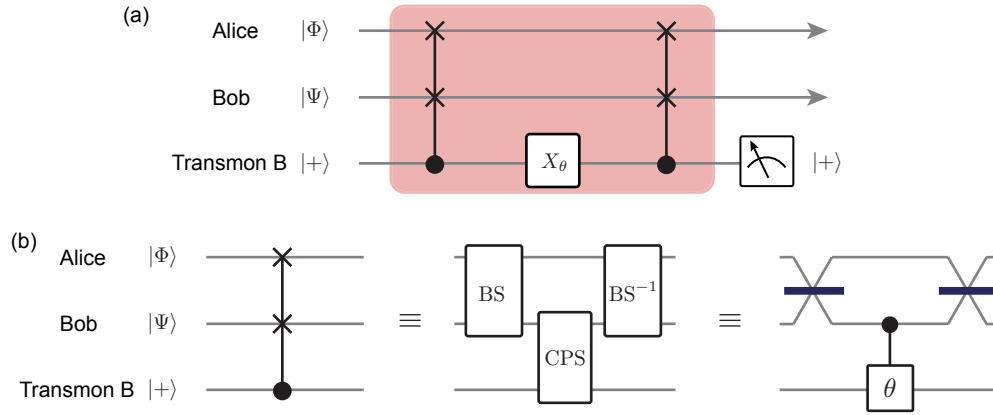 (a)
Alice |Φ⟩
Bob |Ψ⟩
Transmon B |+⟩ X_θ |+⟩
(b)
Alice |Φ⟩
BS BS⁻¹
Bob |Ψ⟩ ≡ ≡
CPS
Transmon B |+⟩ θ